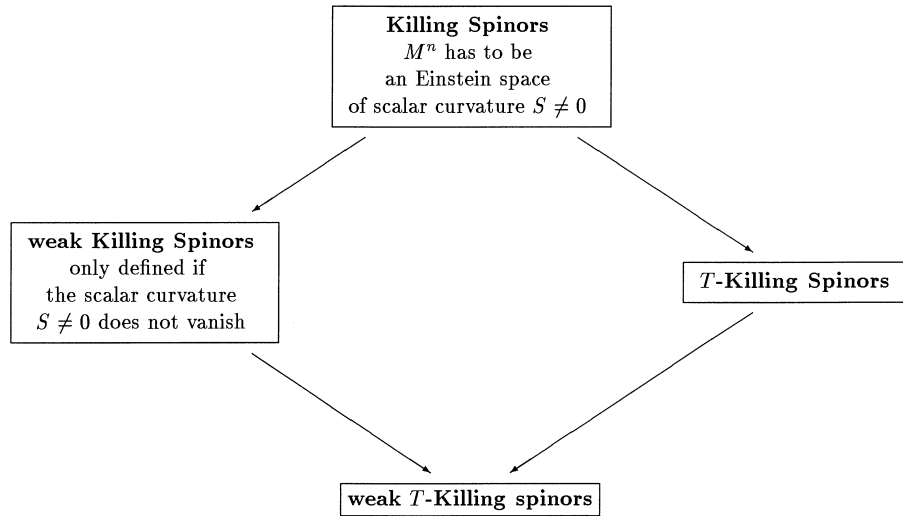 Killing Spinors
Mⁿ has to be
an Einstein space
of scalar curvature S ≠ 0
weak Killing Spinors
only defined if
the scalar curvature
S ≠ 0 does not vanish
T-Killing Spinors
weak T-Killing spinors